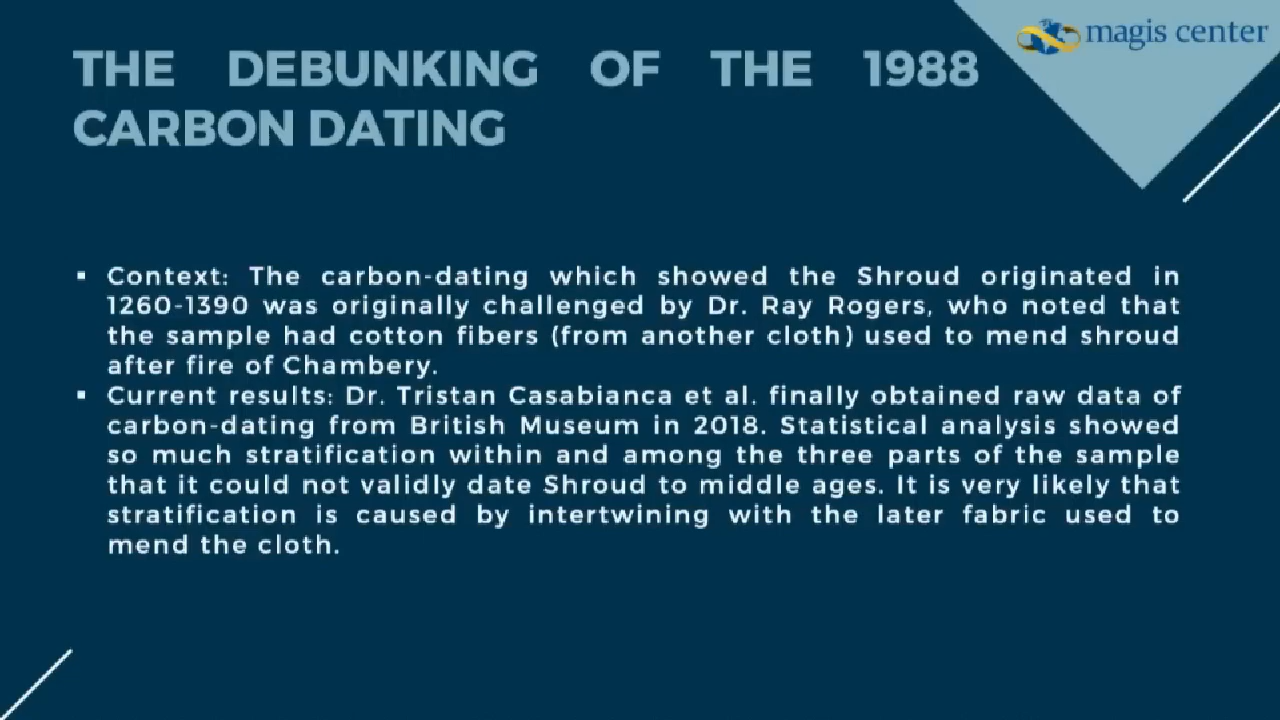 magis center
THE DEBUNKING OF THE 1988
CARBON DATING
▪ Context: The carbon-dating which showed the Shroud originated in
1260-1390 was originally challenged by Dr. Ray Rogers, who noted that
the sample had cotton fibers (from another cloth) used to mend shroud
after fire of Chambery.
▪ Current results: Dr. Tristan Casabianca et al. finally obtained raw data of
carbon-dating from British Museum in 2018. Statistical analysis showed
so much stratification within and among the three parts of the sample
that it could not validly date Shroud to middle ages. It is very likely that
stratification is caused by intertwining with the later fabric used to
mend the cloth.